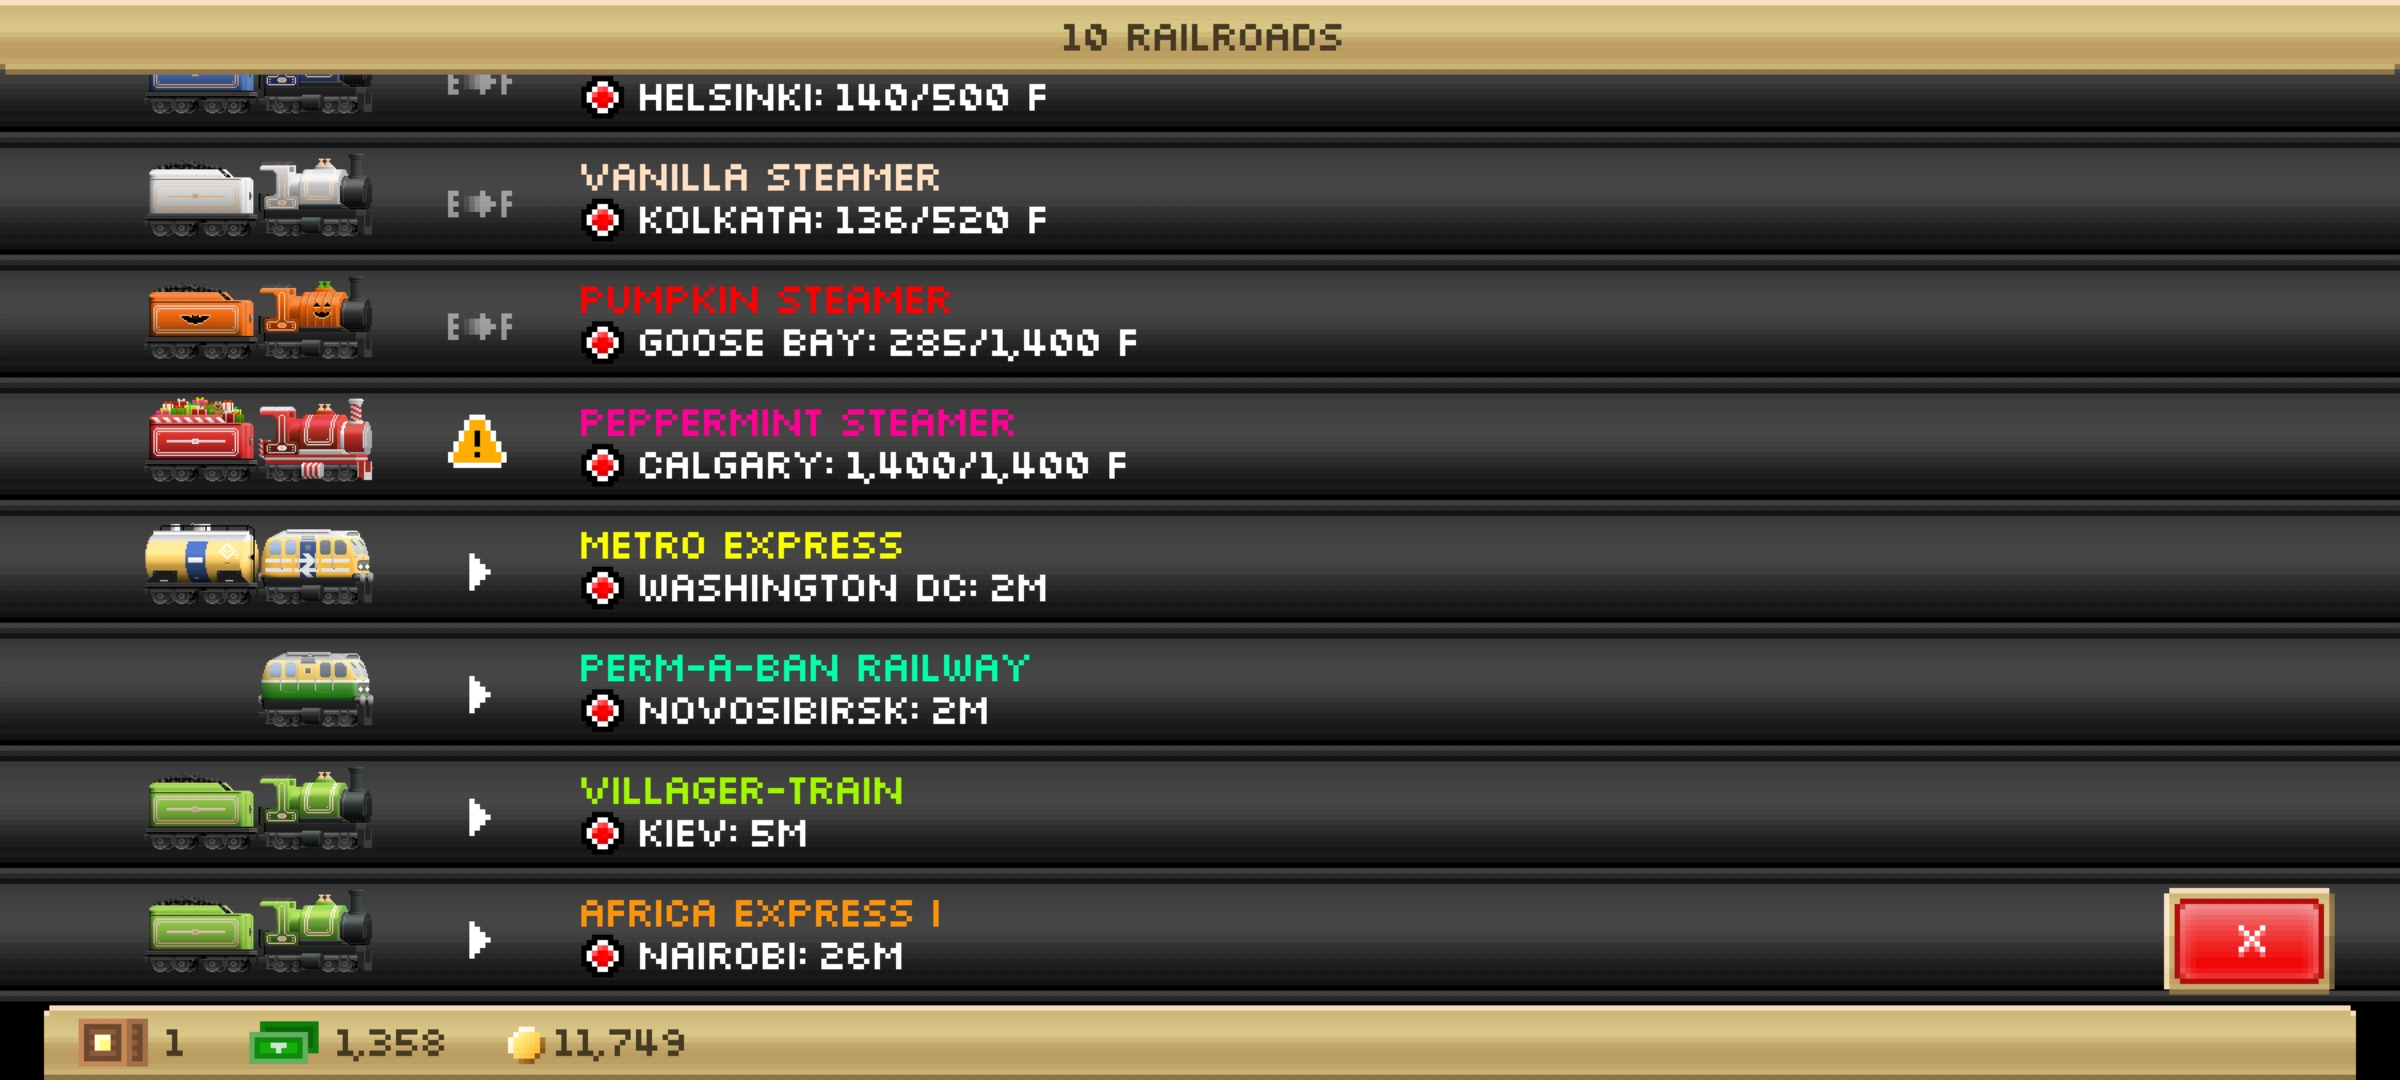 10 RAILROADS
E F
HELSINKI: 140/500 F
VANILLA STEAMER
E F
KOLKATA: 136/520 F
PUMPKIN STEAMER
E F
GOOSE BAY: 285/1,400 F
PEPPERMINT STEAMER
!
CALGARY: 1,400/1,400 F
METRO EXPRESS
WASHINGTON DC: 2M
PERM-A-BAN RAILWAY
NOVOSIBIRSK: 2M
VILLAGER-TRAIN
KIEV: 5M
AFRICA EXPRESS I
NAIROBI: 26M
X
1 1,358 11,749